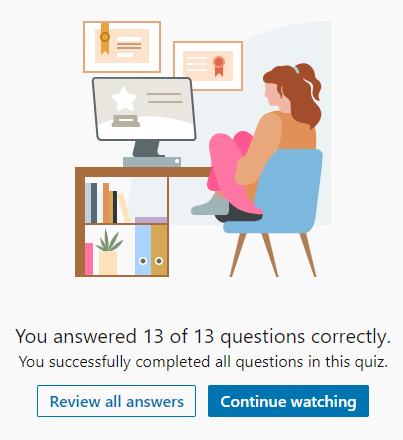 You answered 13 of 13 questions correctly.
You successfully completed all questions in this quiz.
Review all answers
Continue watching